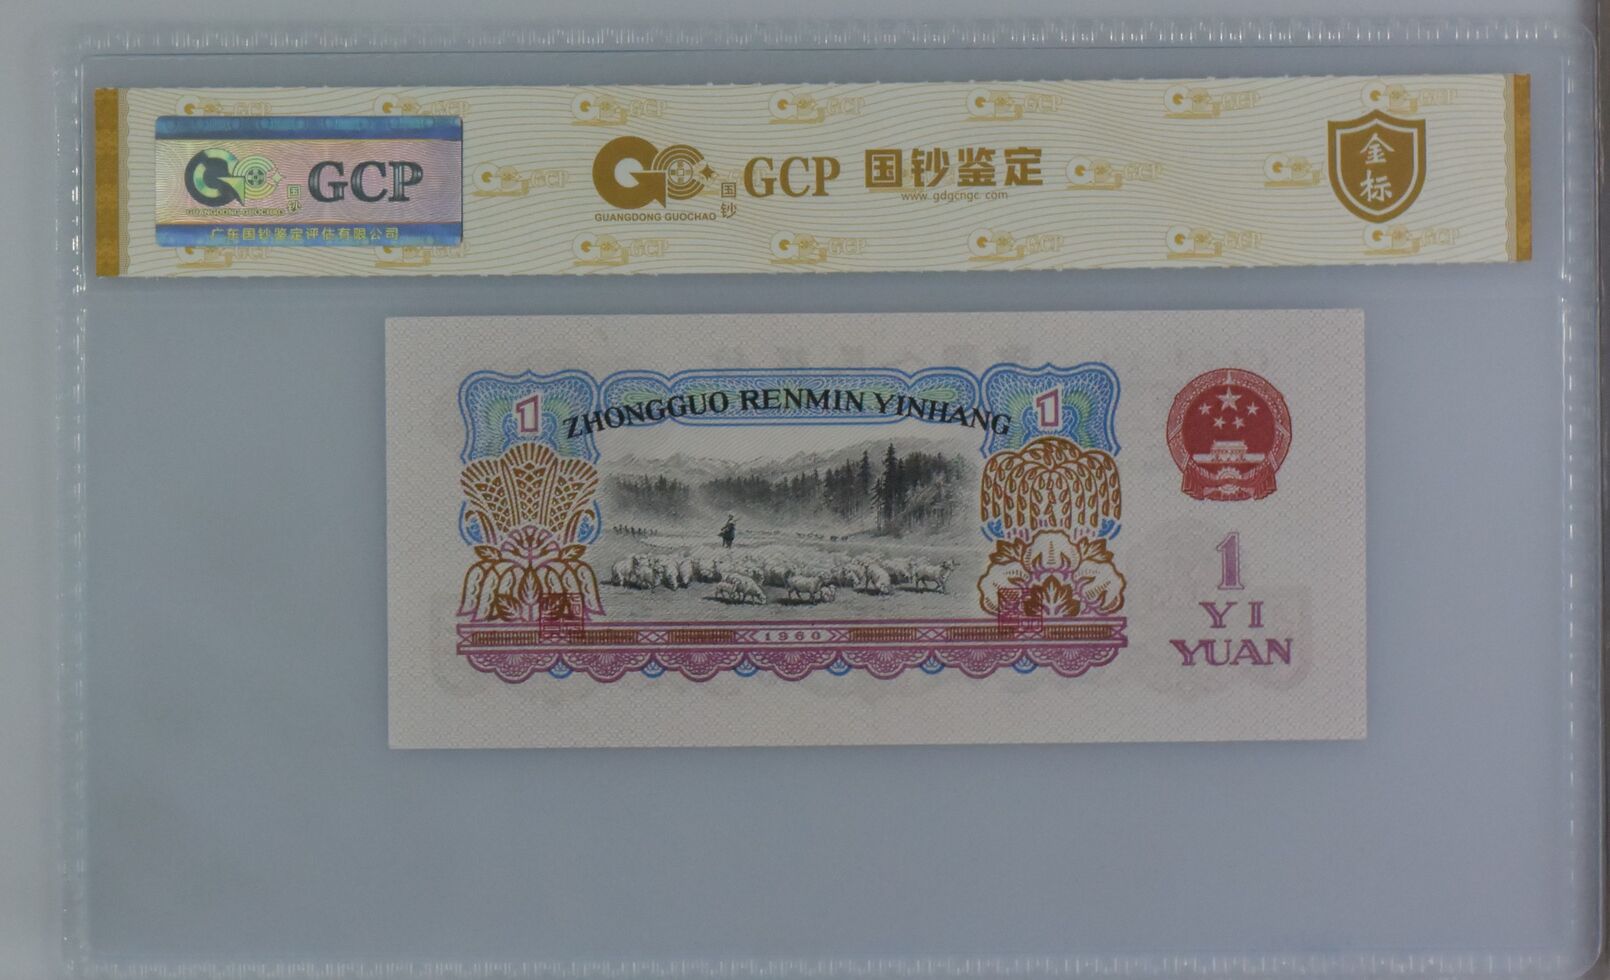 GCP
国钞
GUANGDONG GUOCHAO
广东国钞鉴定评估有限公司
国钞
GUANGDONG GUOCHAO
GCP 国钞鉴定
www.gdgcngc.com
金标
1 ZHONGGUO RENMIN YINHANG 1
1960
1
YI
YUAN